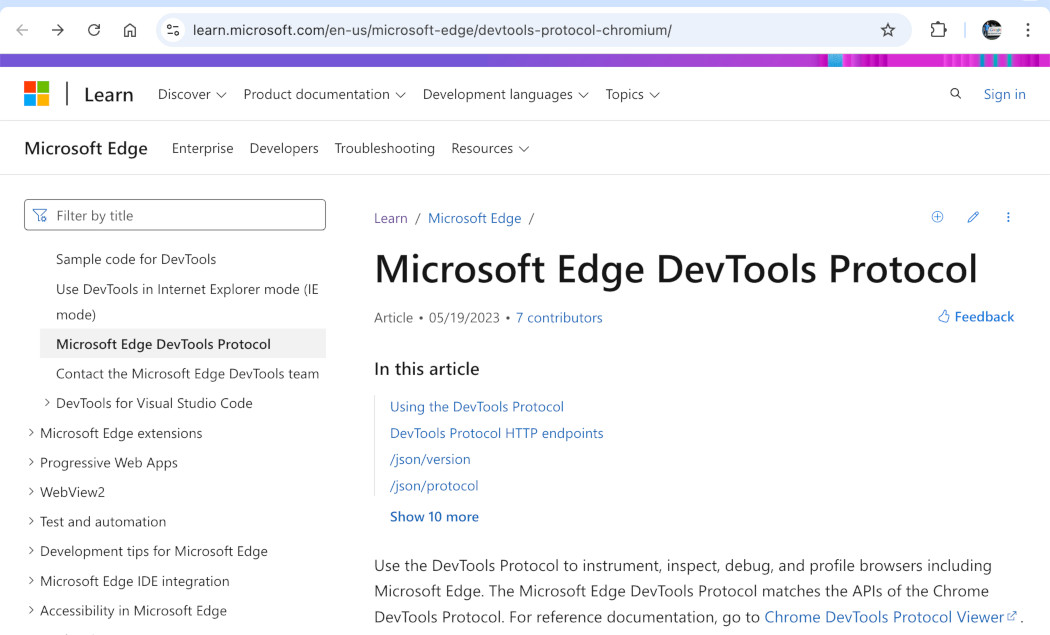 learn.microsoft.com/en-us/microsoft-edge/devtools-protocol-chromium/
Learn Discover Product documentation Development languages Topics Sign in
Microsoft Edge Enterprise Developers Troubleshooting Resources
Filter by title
Sample code for DevTools
Use DevTools in Internet Explorer mode (IE
mode)
Microsoft Edge DevTools Protocol
Contact the Microsoft Edge DevTools team
DevTools for Visual Studio Code
Microsoft Edge extensions
Progressive Web Apps
WebView2
Test and automation
Development tips for Microsoft Edge
Microsoft Edge IDE integration
Accessibility in Microsoft Edge
Learn / Microsoft Edge /
Microsoft Edge DevTools Protocol
Article • 05/19/2023 • 7 contributors
Feedback
In this article
Using the DevTools Protocol
DevTools Protocol HTTP endpoints
/json/version
/json/protocol
Show 10 more
Use the DevTools Protocol to instrument, inspect, debug, and profile browsers including
Microsoft Edge. The Microsoft Edge DevTools Protocol matches the APIs of the Chrome
DevTools Protocol. For reference documentation, go to Chrome DevTools Protocol Viewer .